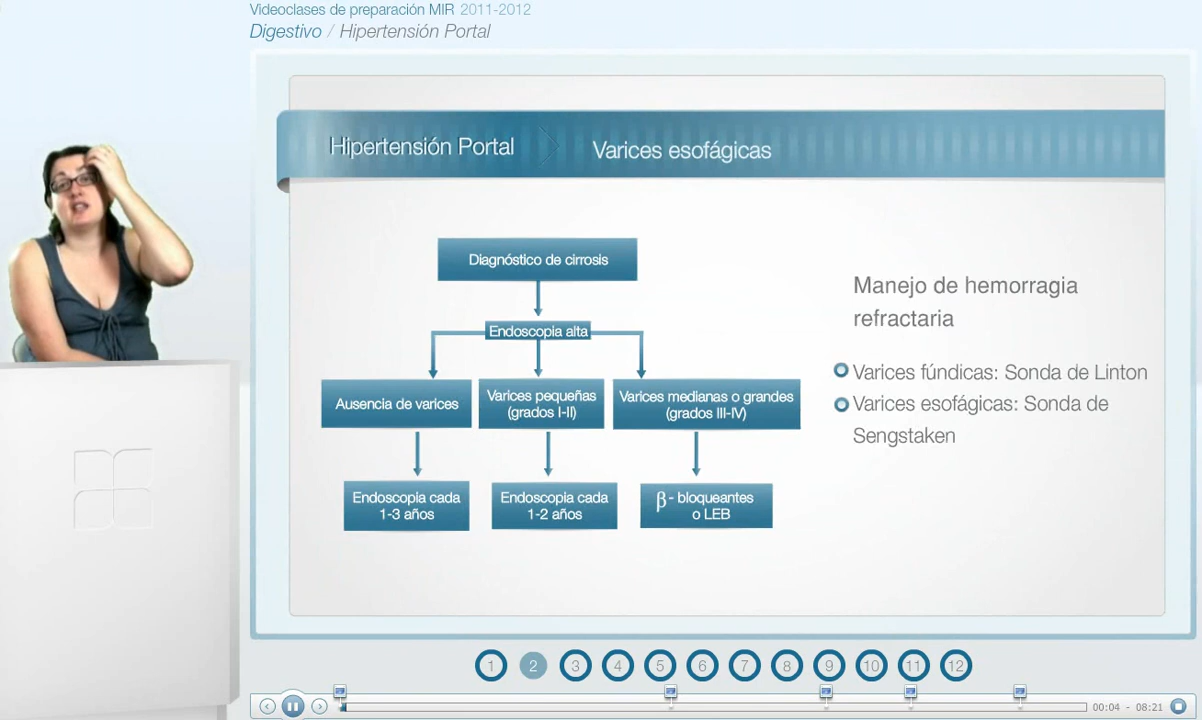 Videoclases de preparación MIR 2011-2012
Digestivo / Hipertensión Portal
Hipertensión Portal
Varices esofágicas
Diagnóstico de cirrosis
Endoscopia alta
Ausencia de varices
Varices pequeñas
(grados I-II)
Varices medianas o grandes
(grados III-IV)
Endoscopia cada
1-3 años
Endoscopia cada
1-2 años
β - bloqueantes
o LEB
Manejo de hemorragia
refractaria
Varices fúndicas: Sonda de Linton
Varices esofágicas: Sonda de
Sengstaken
1 2 3 4 5 6 7 8 9 10 11 12
00:04 - 08:21